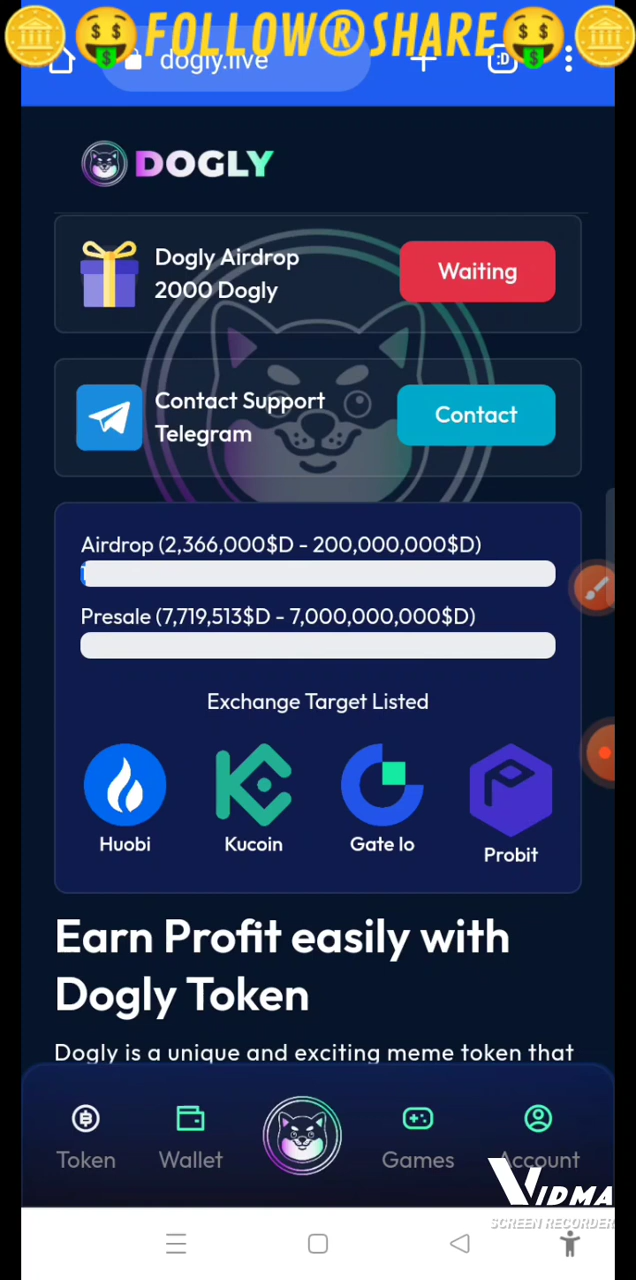 FOLLOW®SHARE
dogly.live
:D
DOGLY
Dogly Airdrop
2000 Dogly
Waiting
Contact Support
Telegram
Contact
Airdrop (2,366,000$D - 200,000,000$D)
Presale (7,719,513$D - 7,000,000,000$D)
Exchange Target Listed
Huobi
Kucoin
Gate Io
Probit
Earn Profit easily with
Dogly Token
Dogly is a unique and exciting meme token that
Token
Wallet
Games
Account
VIDMA
SCREEN RECORDER